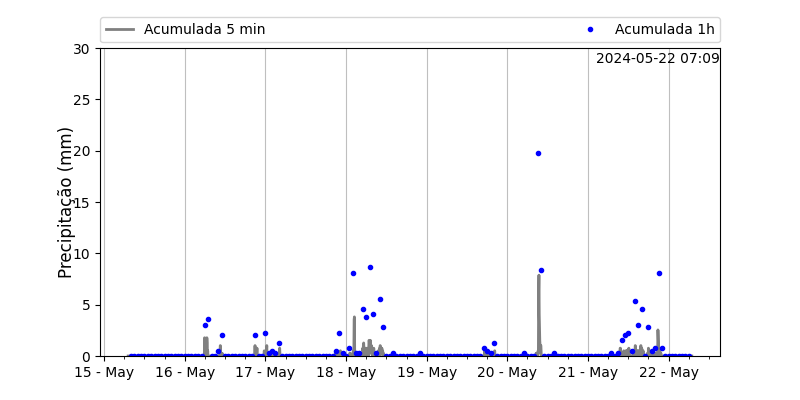 Acumulada 5 min
Acumulada 1h
2024-05-22 07:09
Precipitação (mm)
30
25
20
15
10
5
0
15 - May
16 - May
17 - May
18 - May
19 - May
20 - May
21 - May
22 - May